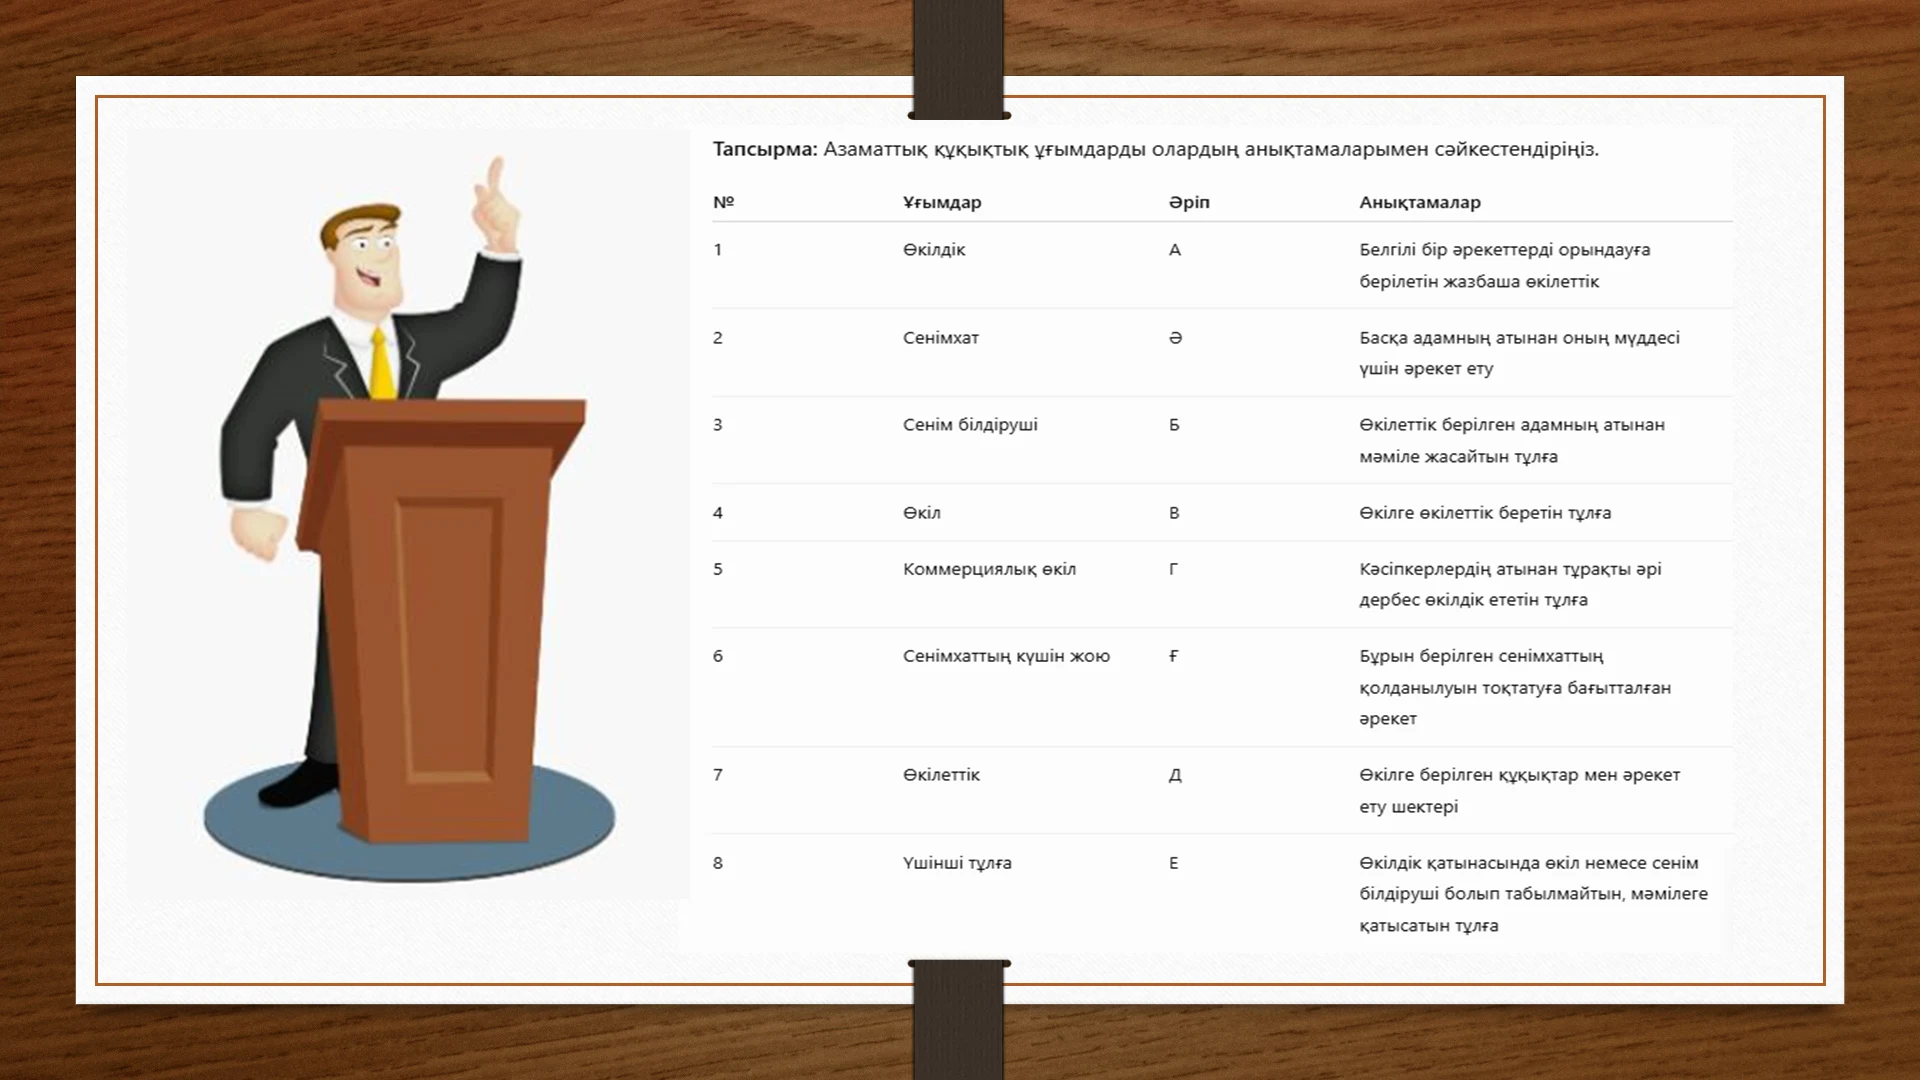 Тапсырма: Азаматтық құқықтық ұғымдарды олардың анықтамаларымен сәйкестендіріңіз.
№ Ұғымдар Әріп Анықтамалар
1 Өкілдік А Белгілі бір әрекеттерді орындауға
берілетін жазбаша өкілеттік
2 Сенімхат Ә Басқа адамның атынан оның мүддесі
үшін әрекет ету
3 Сенім білдіруші Б Өкілеттік берілген адамның атынан
мәміле жасайтын тұлға
4 Өкіл В Өкілге өкілеттік беретін тұлға
5 Коммерциялық өкіл Г Кәсіпкерлердің атынан тұрақты әрі
дербес өкілдік ететін тұлға
6 Сенімхаттың күшін жою Ғ Бұрын берілген сенімхаттың
қолданылуын тоқтатуға бағытталған
әрекет
7 Өкілеттік Д Өкілге берілген құқықтар мен әрекет
ету шектері
8 Үшінші тұлға Е Өкілдік қатынасында өкіл немесе сенім
білдіруші болып табылмайтын, мәмілеге
қатысатын тұлға